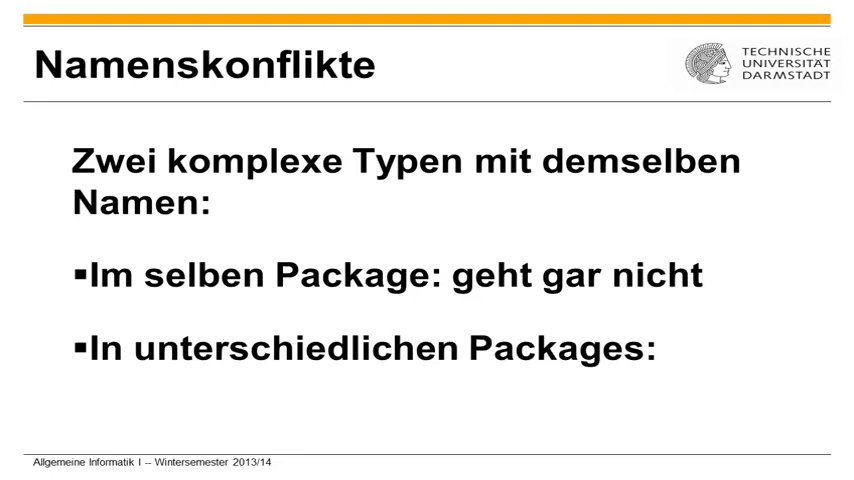 Namenskonflikte
TECHNISCHE
UNIVERSITÄT
DARMSTADT
Zwei komplexe Typen mit demselben
Namen:
▪Im selben Package: geht gar nicht
▪In unterschiedlichen Packages:
Allgemeine Informatik I -- Wintersemester 2013/14